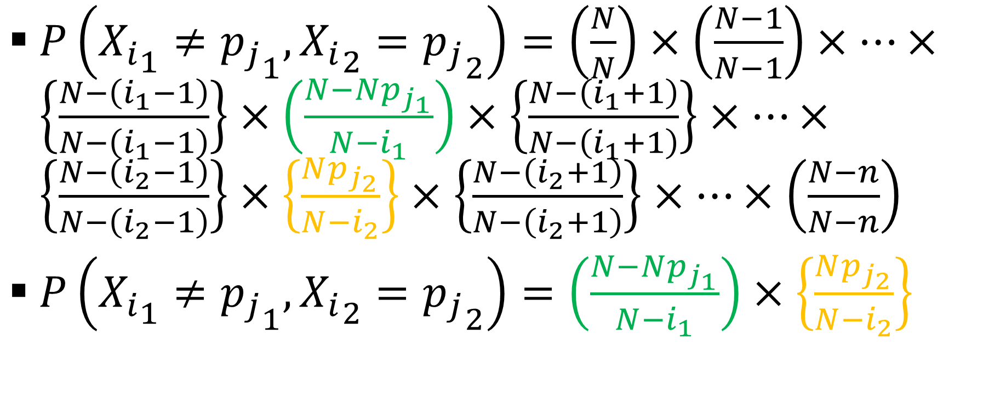 ▪ P(X_{i_1} ≠ p_{j_1}, X_{i_2} = p_{j_2}) = (N/N) × ((N−1)/(N−1)) × ⋯ ×
{(N−(i_1−1))/(N−(i_1−1))} × ((N−Np_{j_1})/(N−i_1)) × {(N−(i_1+1))/(N−(i_1+1))} × ⋯ ×
{(N−(i_2−1))/(N−(i_2−1))} × {Np_{j_2}/(N−i_2)} × {(N−(i_2+1))/(N−(i_2+1))} × ⋯ × ((N−n)/(N−n))
▪ P(X_{i_1} ≠ p_{j_1}, X_{i_2} = p_{j_2}) = ((N−Np_{j_1})/(N−i_1)) × {Np_{j_2}/(N−i_2)}